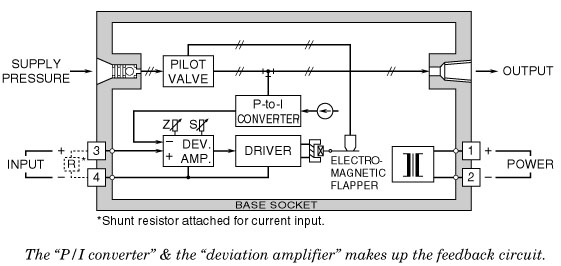 SUPPLY
PRESSURE
PILOT
VALVE
OUTPUT
P-to-I
CONVERTER
Z
S
INPUT
+
3
R
*
−
4
−
+
DEV.
AMP.
DRIVER
ELECTRO-
MAGNETIC
FLAPPER
1
+
2
−
POWER
BASE SOCKET
*Shunt resistor attached for current input.
The “P/I converter” & the “deviation amplifier” makes up the feedback circuit.